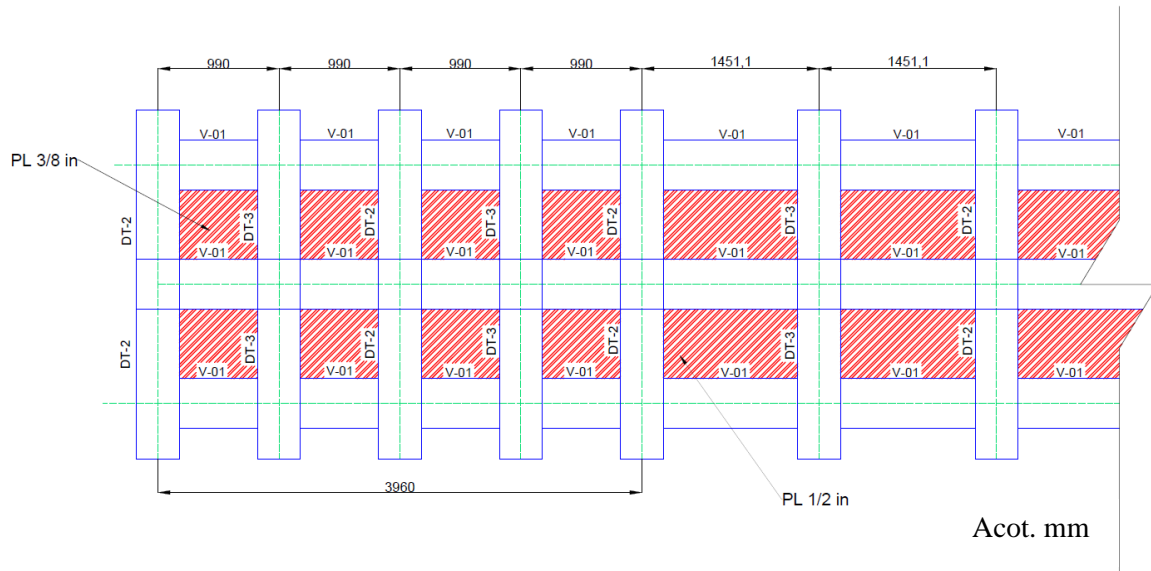 990 990 990 990 1451,1 1451,1
V-01 V-01 V-01 V-01 V-01 V-01 V-01
PL 3/8 in
DT-2 DT-3 DT-2 DT-3 DT-2 DT-3 DT-2
V-01 V-01 V-01 V-01 V-01 V-01 V-01
DT-2 DT-3 DT-2 DT-3 DT-2 DT-3 DT-2
V-01 V-01 V-01 V-01 V-01 V-01 V-01
3960
PL 1/2 in
Acot. mm